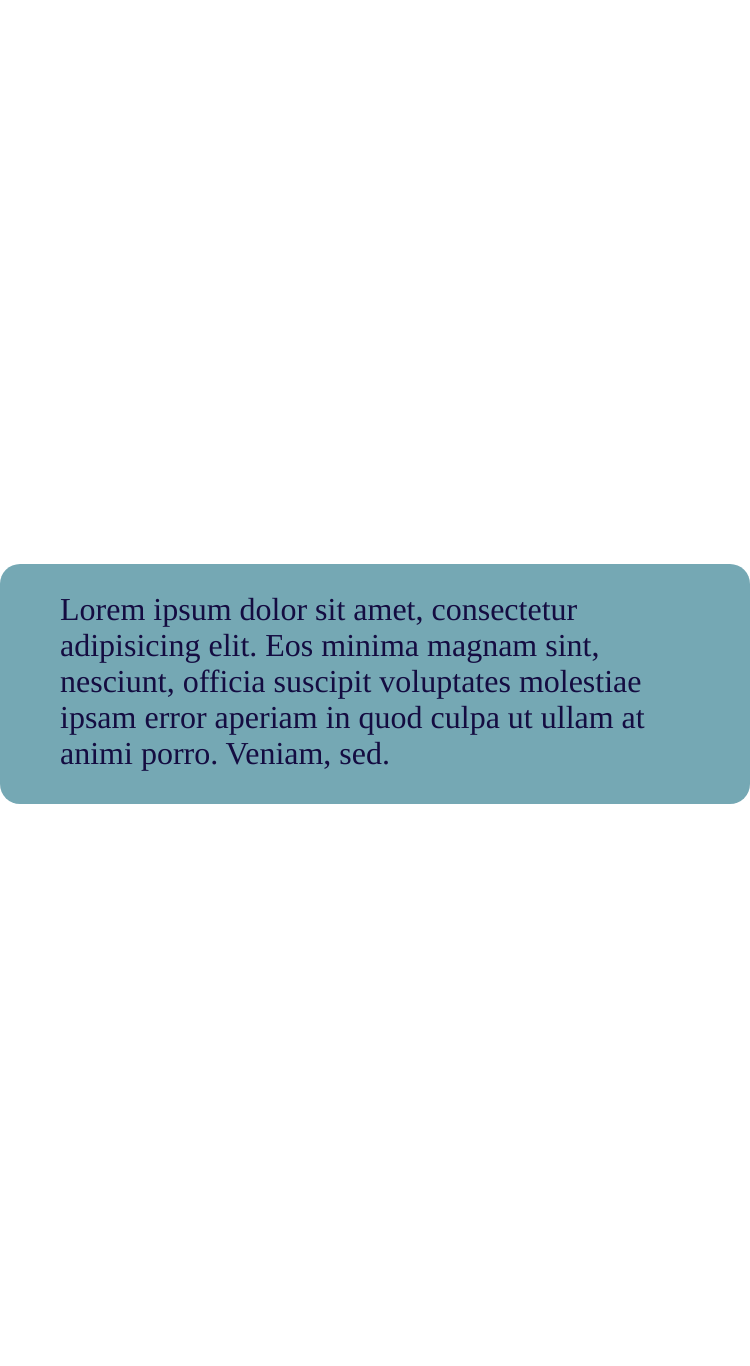 Lorem ipsum dolor sit amet, consectetur
adipisicing elit. Eos minima magnam sint,
nesciunt, officia suscipit voluptates molestiae
ipsam error aperiam in quod culpa ut ullam at
animi porro. Veniam, sed.